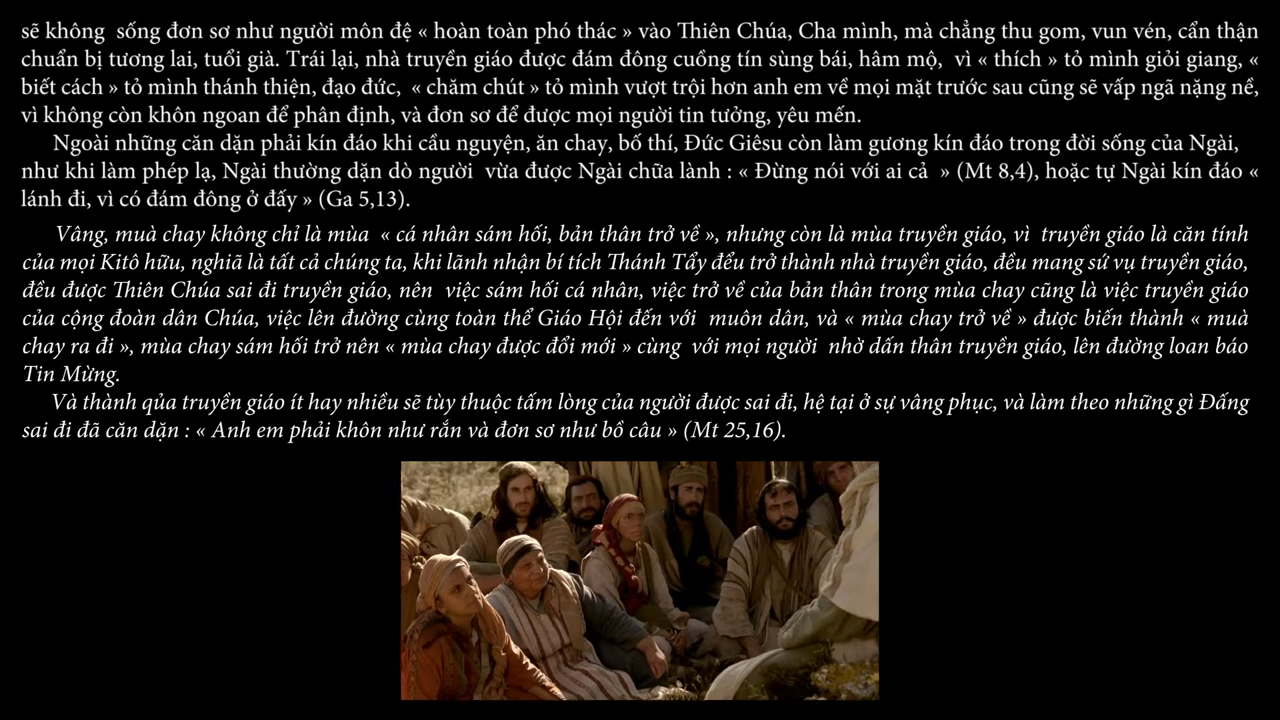 sẽ không sống đơn sơ như người môn đệ « hoàn toàn phó thác » vào Thiên Chúa, Cha mình, mà chẳng thu gom, vun vén, cẩn thận
chuẩn bị tương lai, tuổi già. Trái lại, nhà truyền giáo được đám đông cuồng tín sùng bái, hâm mộ, vì « thích » tỏ mình giỏi giang, «
biết cách » tỏ mình thánh thiện, đạo đức, « chăm chút » tỏ mình vượt trội hơn anh em về mọi mặt trước sau cũng sẽ vấp ngã nặng nề,
vì không còn khôn ngoan để phân định, và đơn sơ để được mọi người tin tưởng, yêu mến.
Ngoài những căn dặn phải kín đáo khi cầu nguyện, ăn chay, bố thí, Đức Giêsu còn làm gương kín đáo trong đời sống của Ngài,
như khi làm phép lạ, Ngài thường dặn dò người vừa được Ngài chữa lành : « Đừng nói với ai cả » (Mt 8,4), hoặc tự Ngài kín đáo «
lánh đi, vì có đám đông ở đấy » (Ga 5,13).
Vâng, muà chay không chỉ là mùa « cá nhân sám hối, bản thân trở về », nhưng còn là mùa truyền giáo, vì truyền giáo là căn tính
của mọi Kitô hữu, nghiã là tất cả chúng ta, khi lãnh nhận bí tích Thánh Tẩy đểu trở thành nhà truyền giáo, đều mang sứ vụ truyền giáo,
đều được Thiên Chúa sai đi truyền giáo, nên việc sám hối cá nhân, việc trở về của bản thân trong mùa chay cũng là việc truyền giáo
của cộng đoàn dân Chúa, việc lên đường cùng toàn thể Giáo Hội đến với muôn dân, và « mùa chay trở về » được biến thành « muà
chay ra đi », mùa chay sám hối trở nên « mùa chay được đổi mới » cùng với mọi người nhờ dấn thân truyền giáo, lên đường loan báo
Tin Mừng.
Và thành qủa truyền giáo ít hay nhiều sẽ tùy thuộc tấm lòng của người được sai đi, hệ tại ở sự vâng phục, và làm theo những gì Đấng
sai đi đã căn dặn : « Anh em phải khôn như rắn và đơn sơ như bồ câu » (Mt 25,16).